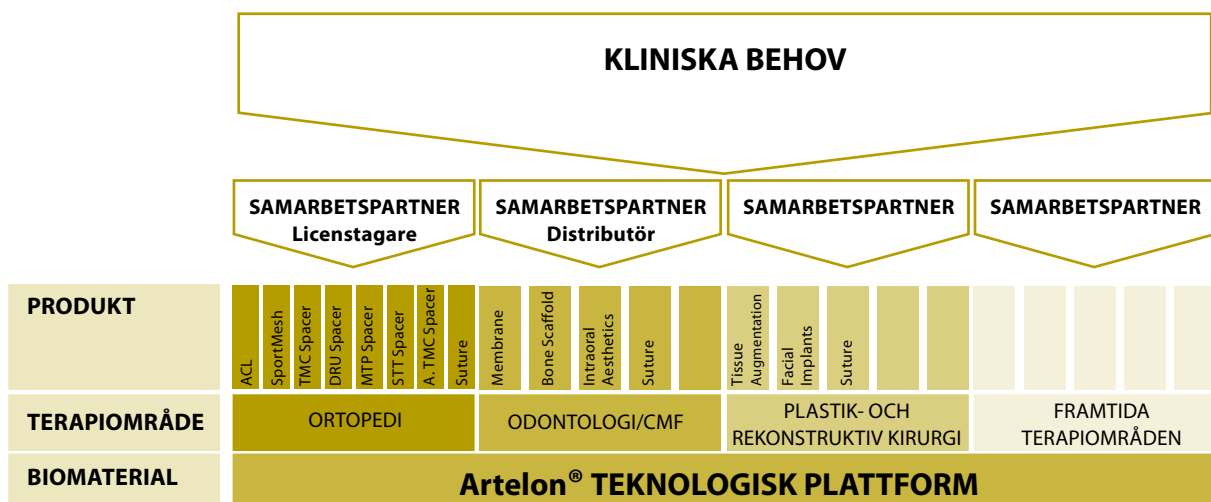 KLINISKA BEHOV
SAMARBETSPARTNER
Licenstagare
SAMARBETSPARTNER
Distributör
SAMARBETSPARTNER
SAMARBETSPARTNER
PRODUKT
ACL
SportMesh
TMC Spacer
DRU Spacer
MTP Spacer
STT Spacer
A. TMC Spacer
Suture
Membrane
Bone Scaffold
Intraoral
Aesthetics
Suture
Tissue
Augmentation
Facial
Implants
Suture
TERAPIOMRÅDE
ORTOPEDI
ODONTOLOGI/CMF
PLASTIK- OCH
REKONSTRUKTIV KIRURGI
FRAMTIDA
TERAPIOMRÅDEN
BIOMATERIAL
Artelon® TEKNOLOGISK PLATTFORM